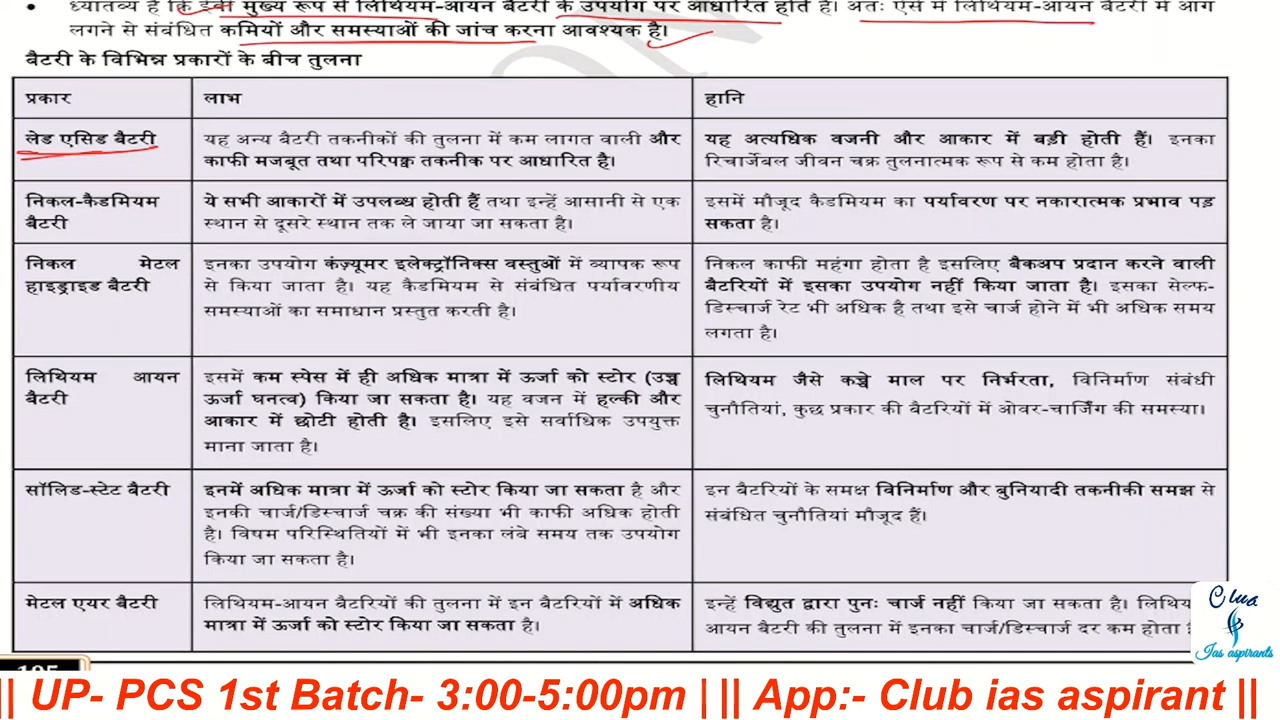 ध्यातव्य है कि ईवी मुख्य रूप से लिथियम-आयन बैटरी के उपयोग पर आधारित होते हैं। अतः ऐसे में लिथियम-आयन बैटरी में आग
लगने से संबंधित कमियों और समस्याओं की जांच करना आवश्यक है।
बैटरी के विभिन्न प्रकारों के बीच तुलना
प्रकार लाभ हानि
लेड एसिड बैटरी
यह अन्य बैटरी तकनीकों की तुलना में कम लागत वाली और
काफी मजबूत तथा परिपक्व तकनीक पर आधारित है।
यह अत्यधिक वजनी और आकार में बड़ी होती हैं। इनका
रिचार्जेबल जीवन चक्र तुलनात्मक रूप से कम होता है।
निकल-कैडमियम
बैटरी
ये सभी आकारों में उपलब्ध होती हैं तथा इन्हें आसानी से एक
स्थान से दूसरे स्थान तक ले जाया जा सकता है।
इसमें मौजूद कैडमियम का पर्यावरण पर नकारात्मक प्रभाव पड़
सकता है।
निकल मेटल
हाइड्राइड बैटरी
इनका उपयोग कंज़्यूमर इलेक्ट्रॉनिक्स वस्तुओं में व्यापक रूप
से किया जाता है। यह कैडमियम से संबंधित पर्यावरणीय
समस्याओं का समाधान प्रस्तुत करती है।
निकल काफी महंगा होता है इसलिए बैकअप प्रदान करने वाली
बैटरियों में इसका उपयोग नहीं किया जाता है। इसका सेल्फ-
डिस्चार्ज रेट भी अधिक है तथा इसे चार्ज होने में भी अधिक समय
लगता है।
लिथियम आयन
बैटरी
इसमें कम स्पेस में ही अधिक मात्रा में ऊर्जा को स्टोर (उच्च
ऊर्जा घनत्व) किया जा सकता है। यह वजन में हल्की और
आकार में छोटी होती है। इसलिए इसे सर्वाधिक उपयुक्त
माना जाता है।
लिथियम जैसे कच्चे माल पर निर्भरता, विनिर्माण संबंधी
चुनौतियां, कुछ प्रकार की बैटरियों में ओवर-चार्जिंग की समस्या।
सॉलिड-स्टेट बैटरी
इनमें अधिक मात्रा में ऊर्जा को स्टोर किया जा सकता है और
इनकी चार्ज/डिस्चार्ज चक्र की संख्या भी काफी अधिक होती
है। विषम परिस्थितियों में भी इनका लंबे समय तक उपयोग
किया जा सकता है।
इन बैटरियों के समक्ष विनिर्माण और बुनियादी तकनीकी समझ से
संबंधित चुनौतियां मौजूद हैं।
मेटल एयर बैटरी
लिथियम-आयन बैटरियों की तुलना में इन बैटरियों में अधिक
मात्रा में ऊर्जा को स्टोर किया जा सकता है।
इन्हें विद्युत द्वारा पुनः चार्ज नहीं किया जा सकता है।
आयन बैटरी की तुलना में इनका चार्ज/डिस्चार्ज दर कम होता
Club
Ias aspirants
|| UP- PCS 1st Batch- 3:00-5:00pm | || App:- Club ias aspirant ||